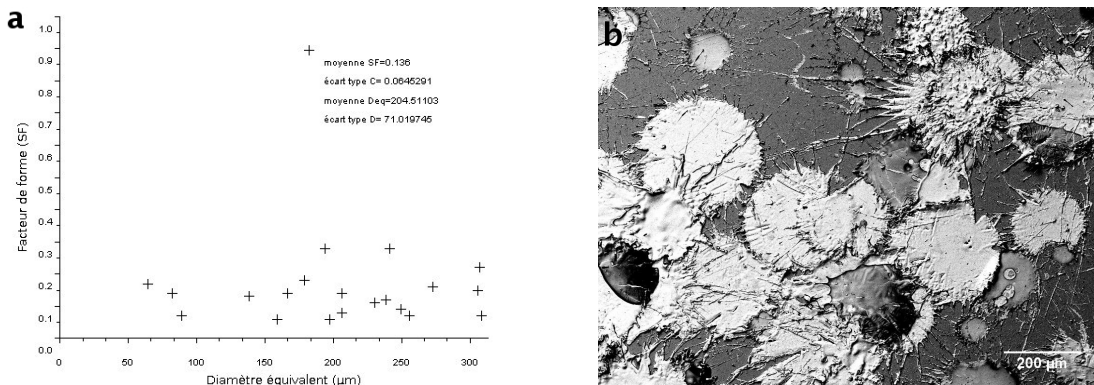 a
moyenne SF=0.136
écart type C= 0.0645291
moyenne Deq=204.51103
écart type D= 71.019745
Facteur de forme (SF)
1.0
0.9
0.8
0.7
0.6
0.5
0.4
0.3
0.2
0.1
0.0
0 50 100 150 200 250 300
Diamètre équivalent (µm)
b
200 µm